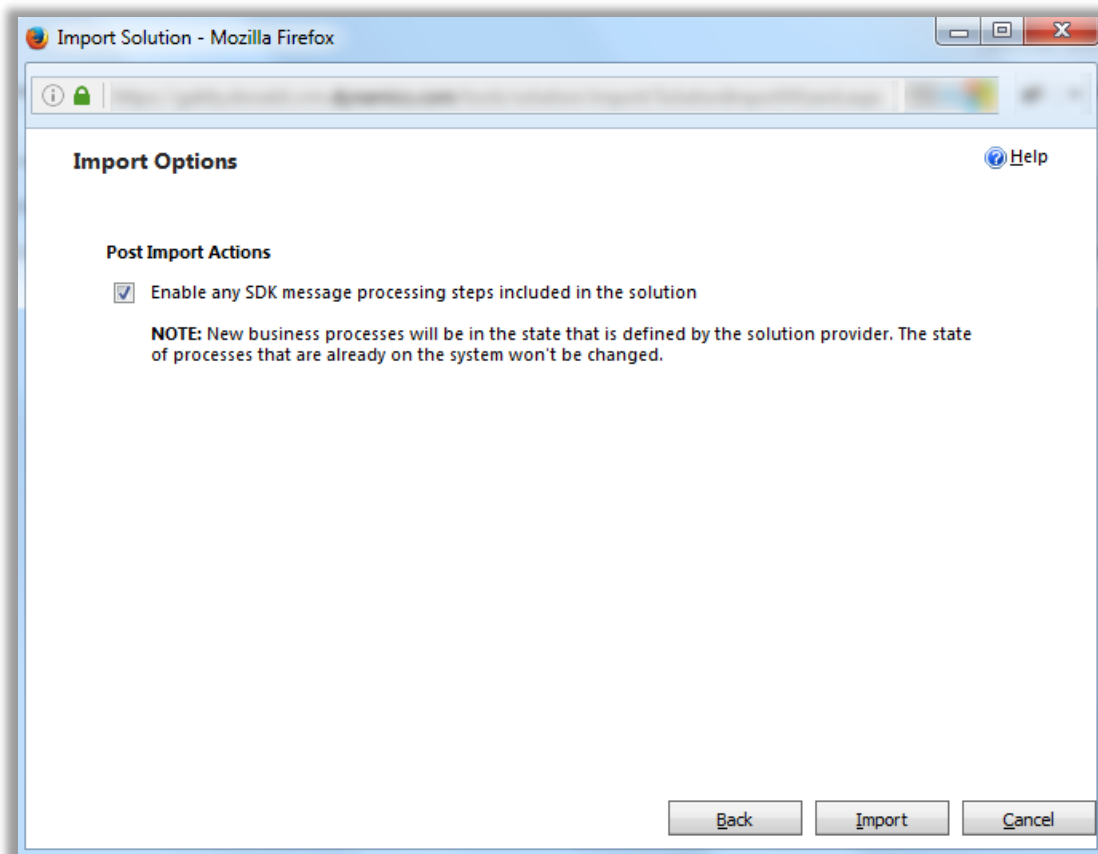 Import Solution - Mozilla Firefox
dynamics.com
Import Options
Help
Post Import Actions
Enable any SDK message processing steps included in the solution
NOTE: New business processes will be in the state that is defined by the solution provider. The state
of processes that are already on the system won't be changed.
Back Import Cancel